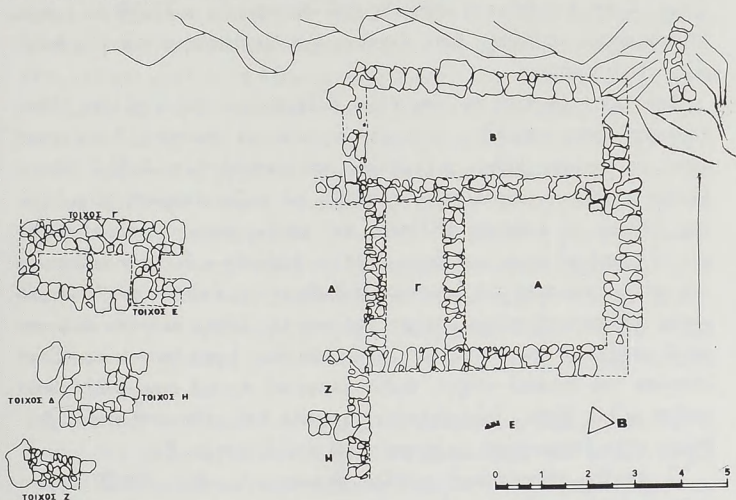 Β
ΤΟΙΧΟΣ Γ
Δ
Γ
Α
ΤΟΙΧΟΣ Ε
ΤΟΙΧΟΣ Δ
ΤΟΙΧΟΣ Η
Ζ
Ε
Β
Η
0 1 2 3 4 5
ΤΟΙΧΟΣ Ζ